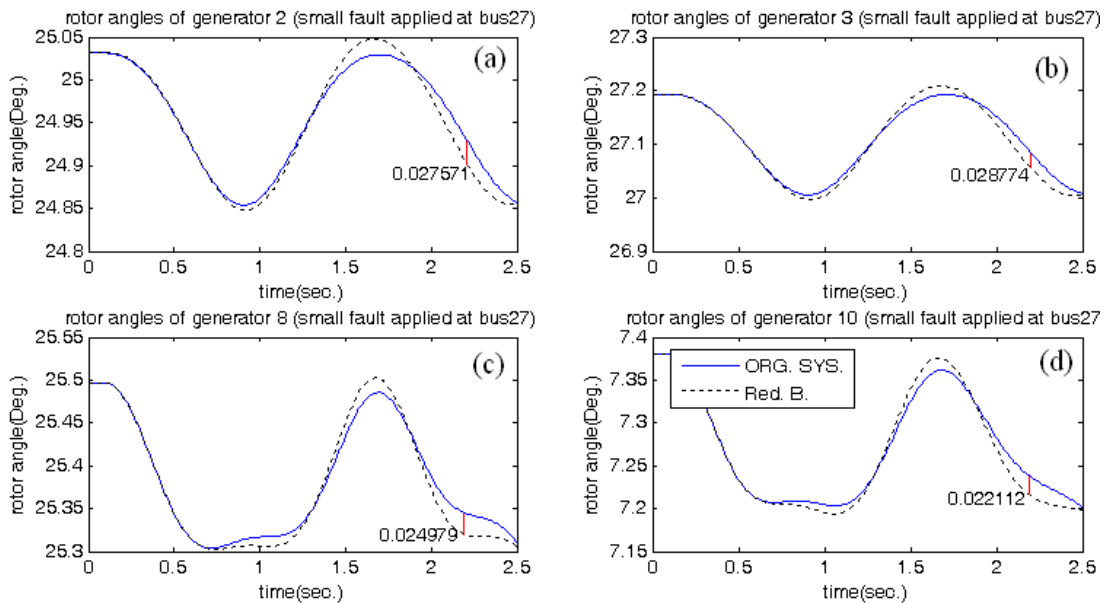 rotor angles of generator 2 (small fault applied at bus27)
25.05
25
24.95
24.9
24.85
24.8
rotor angle(Deg.)
(a)
0.027571
0 0.5 1 1.5 2 2.5
time(sec.)
rotor angles of generator 3 (small fault applied at bus27)
27.3
27.2
27.1
27
26.9
rotor angle(Deg.)
(b)
0.028774
0 0.5 1 1.5 2 2.5
time(sec.)
rotor angles of generator 8 (small fault applied at bus27)
25.55
25.5
25.45
25.4
25.35
25.3
rotor angle(Deg.)
(c)
0.024979
0 0.5 1 1.5 2 2.5
time(sec.)
rotor angles of generator 10 (small fault applied at bus27
7.4
7.35
7.3
7.25
7.2
7.15
rotor angle(Deg.)
ORG. SYS.
Red. B.
(d)
0.022112
0 0.5 1 1.5 2 2.5
time(sec.)